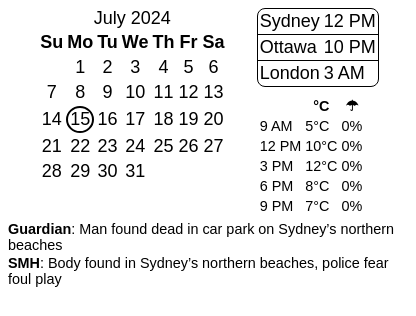 July 2024
Su Mo Tu We Th Fr Sa
1 2 3 4 5 6
7 8 9 10 11 12 13
14 15 16 17 18 19 20
21 22 23 24 25 26 27
28 29 30 31
Sydney 12 PM
Ottawa 10 PM
London 3 AM
°C ☂
9 AM 5°C 0%
12 PM 10°C 0%
3 PM 12°C 0%
6 PM 8°C 0%
9 PM 7°C 0%
Guardian: Man found dead in car park on Sydney’s northern
beaches
SMH: Body found in Sydney’s northern beaches, police fear
foul play